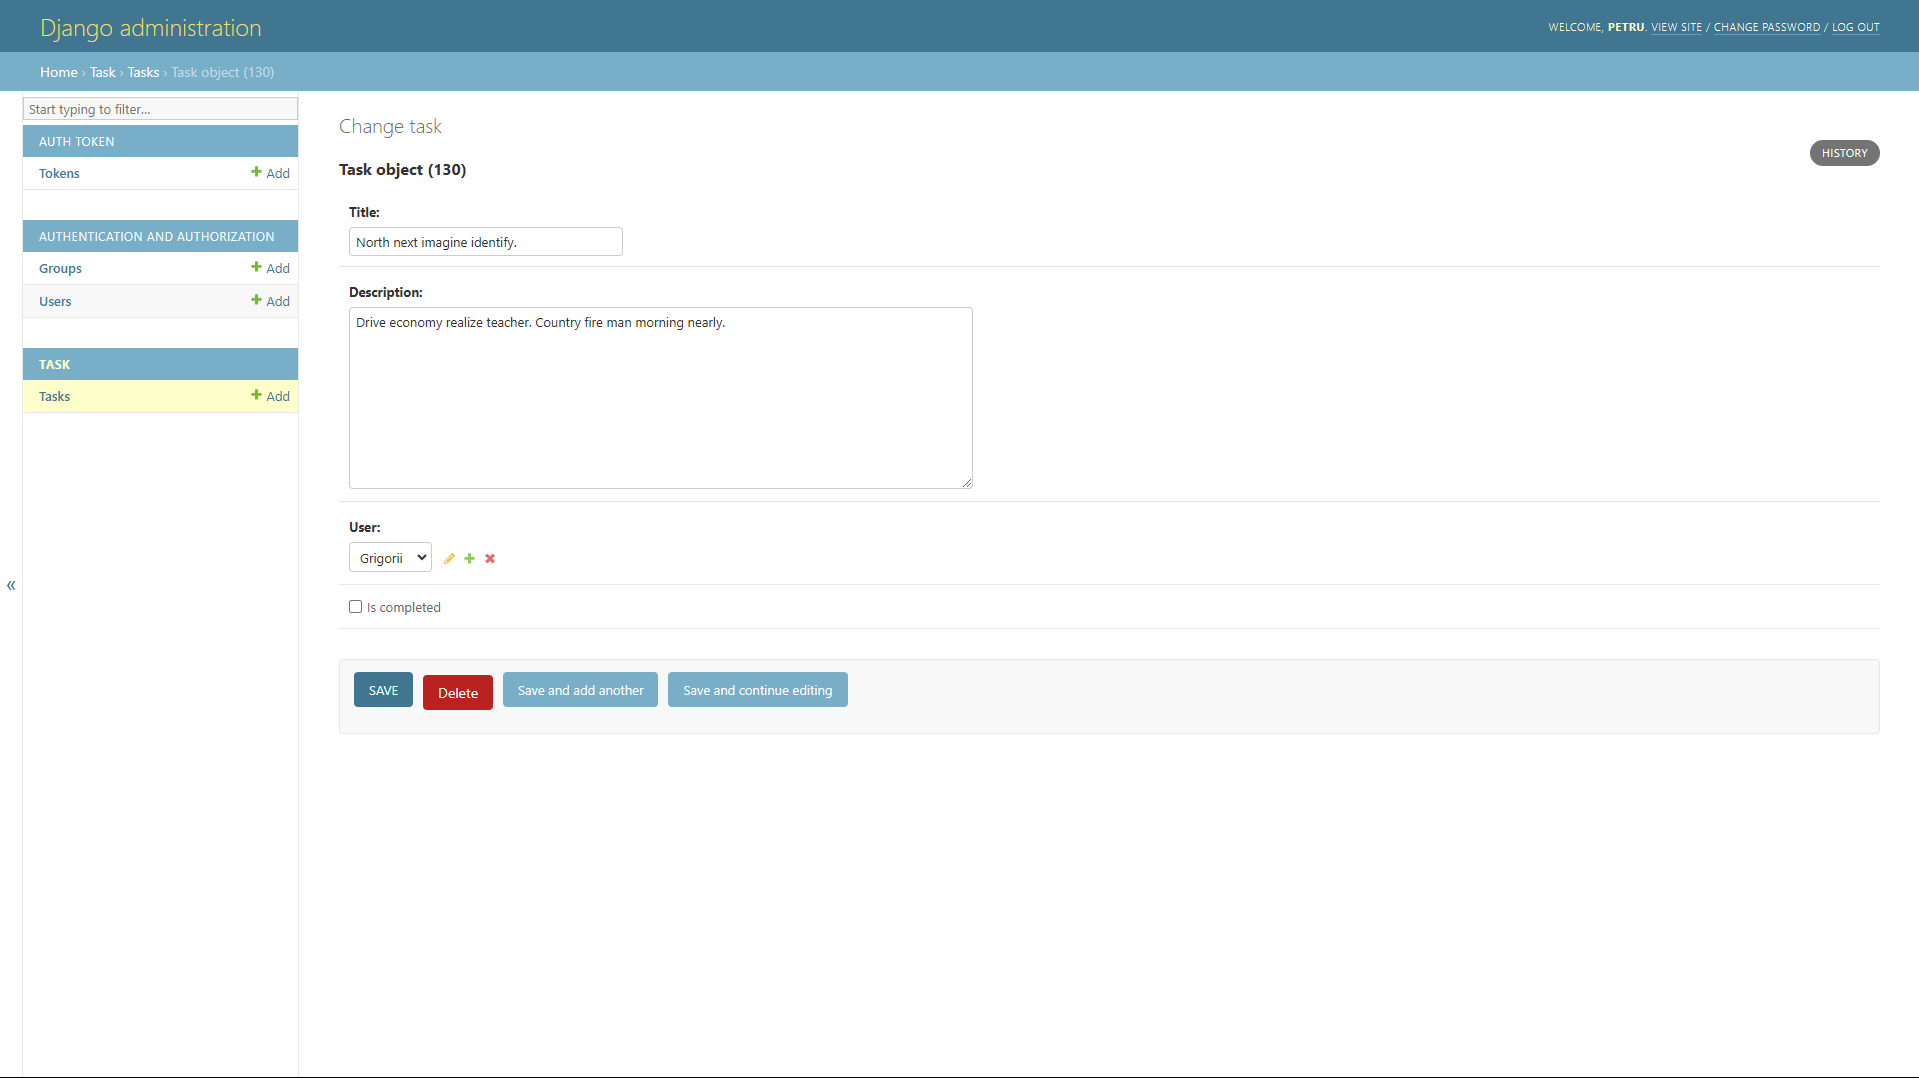 Django administration
WELCOME, PETRU. VIEW SITE / CHANGE PASSWORD / LOG OUT
Home › Task › Tasks › Task object (130)
Start typing to filter...
AUTH TOKEN
Tokens Add
AUTHENTICATION AND AUTHORIZATION
Groups Add
Users Add
TASK
Tasks Add
«
Change task
HISTORY
Task object (130)
Title:
North next imagine identify.
Description:
Drive economy realize teacher. Country fire man morning nearly.
User:
Grigorii
Is completed
SAVE Delete Save and add another Save and continue editing